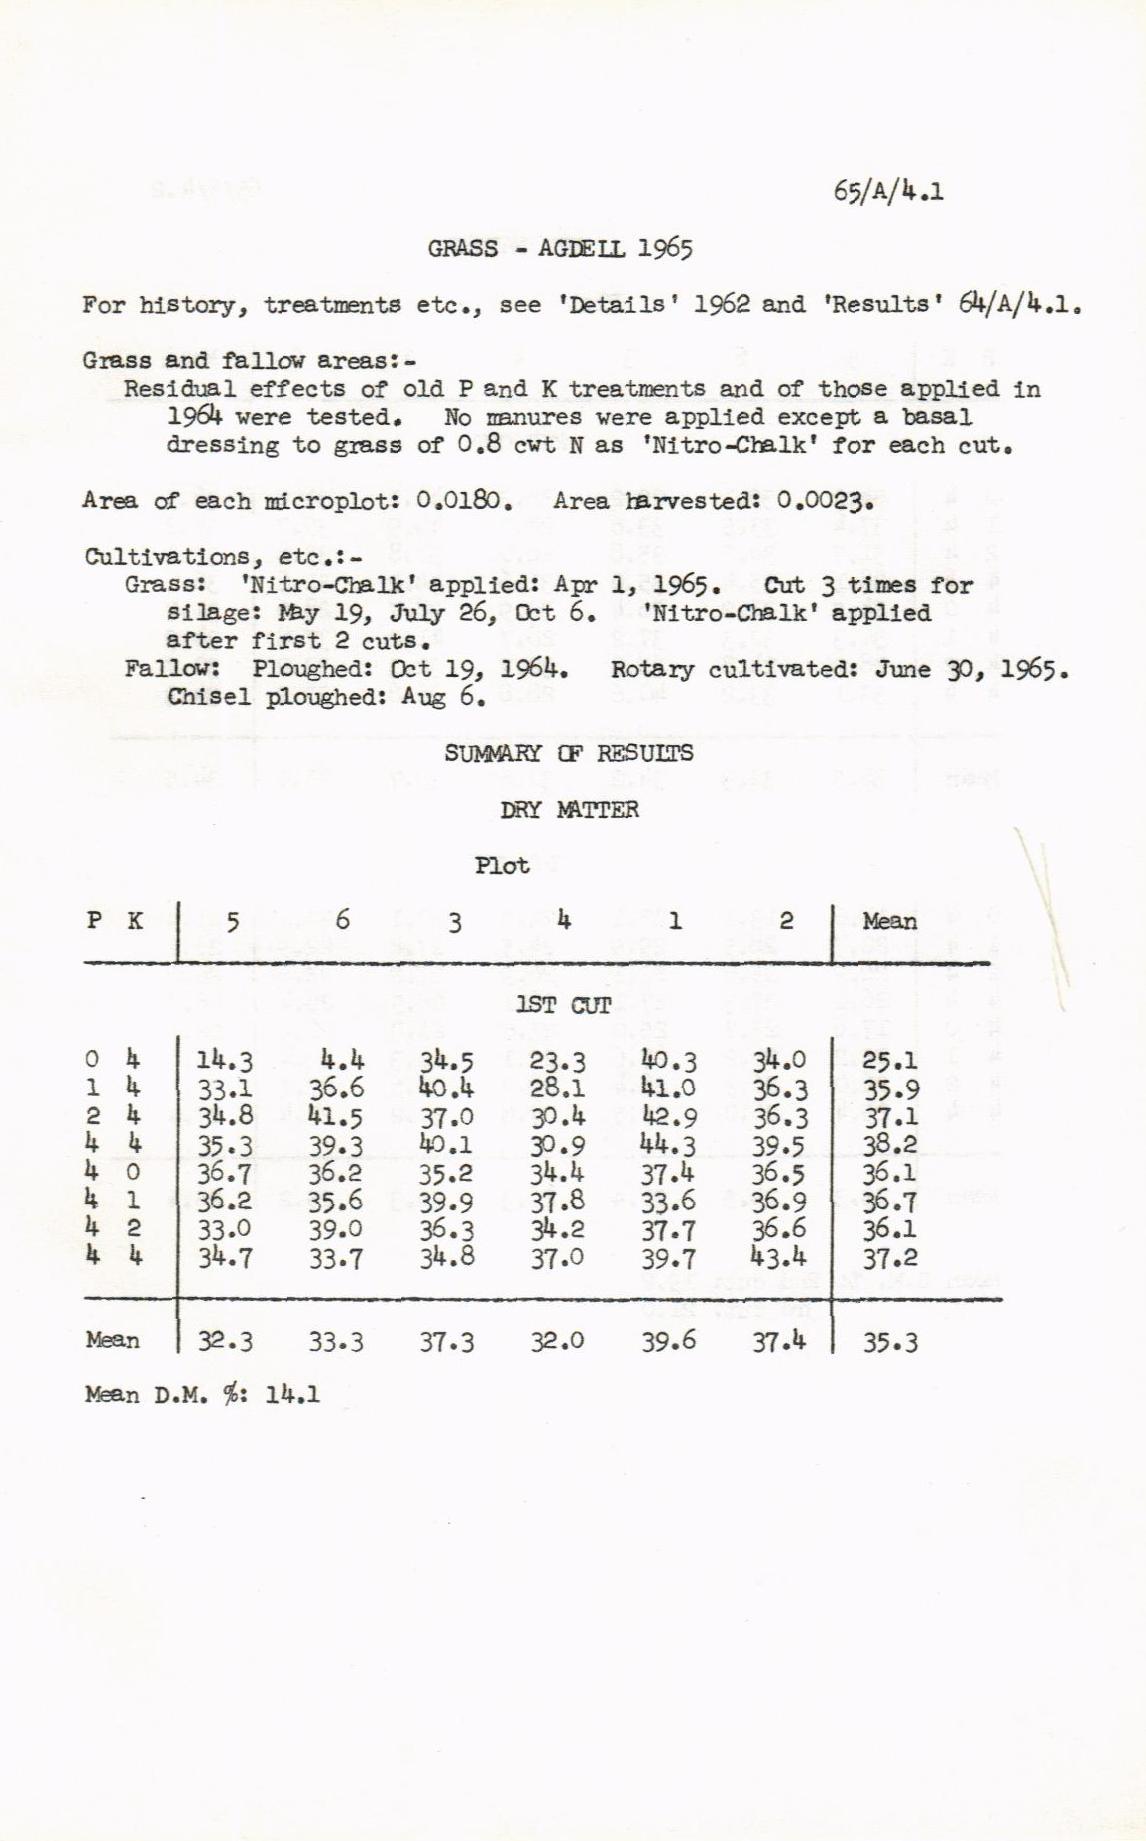 65/A/4.1
GRASS - AGDELL 1965
For history, treatments etc., see 'Details' 1962 and 'Results' 64/A/4.1.
Grass and fallow areas:-
Residual effects of old P and K treatments and of those applied in
1964 were tested. No manures were applied except a basal
dressing to grass of 0.8 cwt N as 'Nitro-Chalk' for each cut.
Area of each microplot: 0.0180. Area harvested: 0.0023.
Cultivations, etc.:-
Grass: 'Nitro-Chalk' applied: Apr 1, 1965. Cut 3 times for
silage: May 19, July 26, Oct 6. 'Nitro-Chalk' applied
after first 2 cuts.
Fallow: Ploughed: Oct 19, 1964. Rotary cultivated: June 30, 1965.
Chisel ploughed: Aug 6.
SUMMARY OF RESULTS
DRY MATTER
Plot
P K 5 6 3 4 1 2 Mean
1ST CUT
0 4 14.3 4.4 34.5 23.3 40.3 34.0 25.1
1 4 33.1 36.6 40.4 28.1 41.0 36.3 35.9
2 4 34.8 41.5 37.0 30.4 42.9 36.3 37.1
4 4 35.3 39.3 40.1 30.9 44.3 39.5 38.2
4 0 36.7 36.2 35.2 34.4 37.4 36.5 36.1
4 1 36.2 35.6 39.9 37.8 33.6 36.9 36.7
4 2 33.0 39.0 36.3 34.2 37.7 36.6 36.1
4 4 34.7 33.7 34.8 37.0 39.7 43.4 37.2
Mean 32.3 33.3 37.3 32.0 39.6 37.4 35.3
Mean D.M. %: 14.1